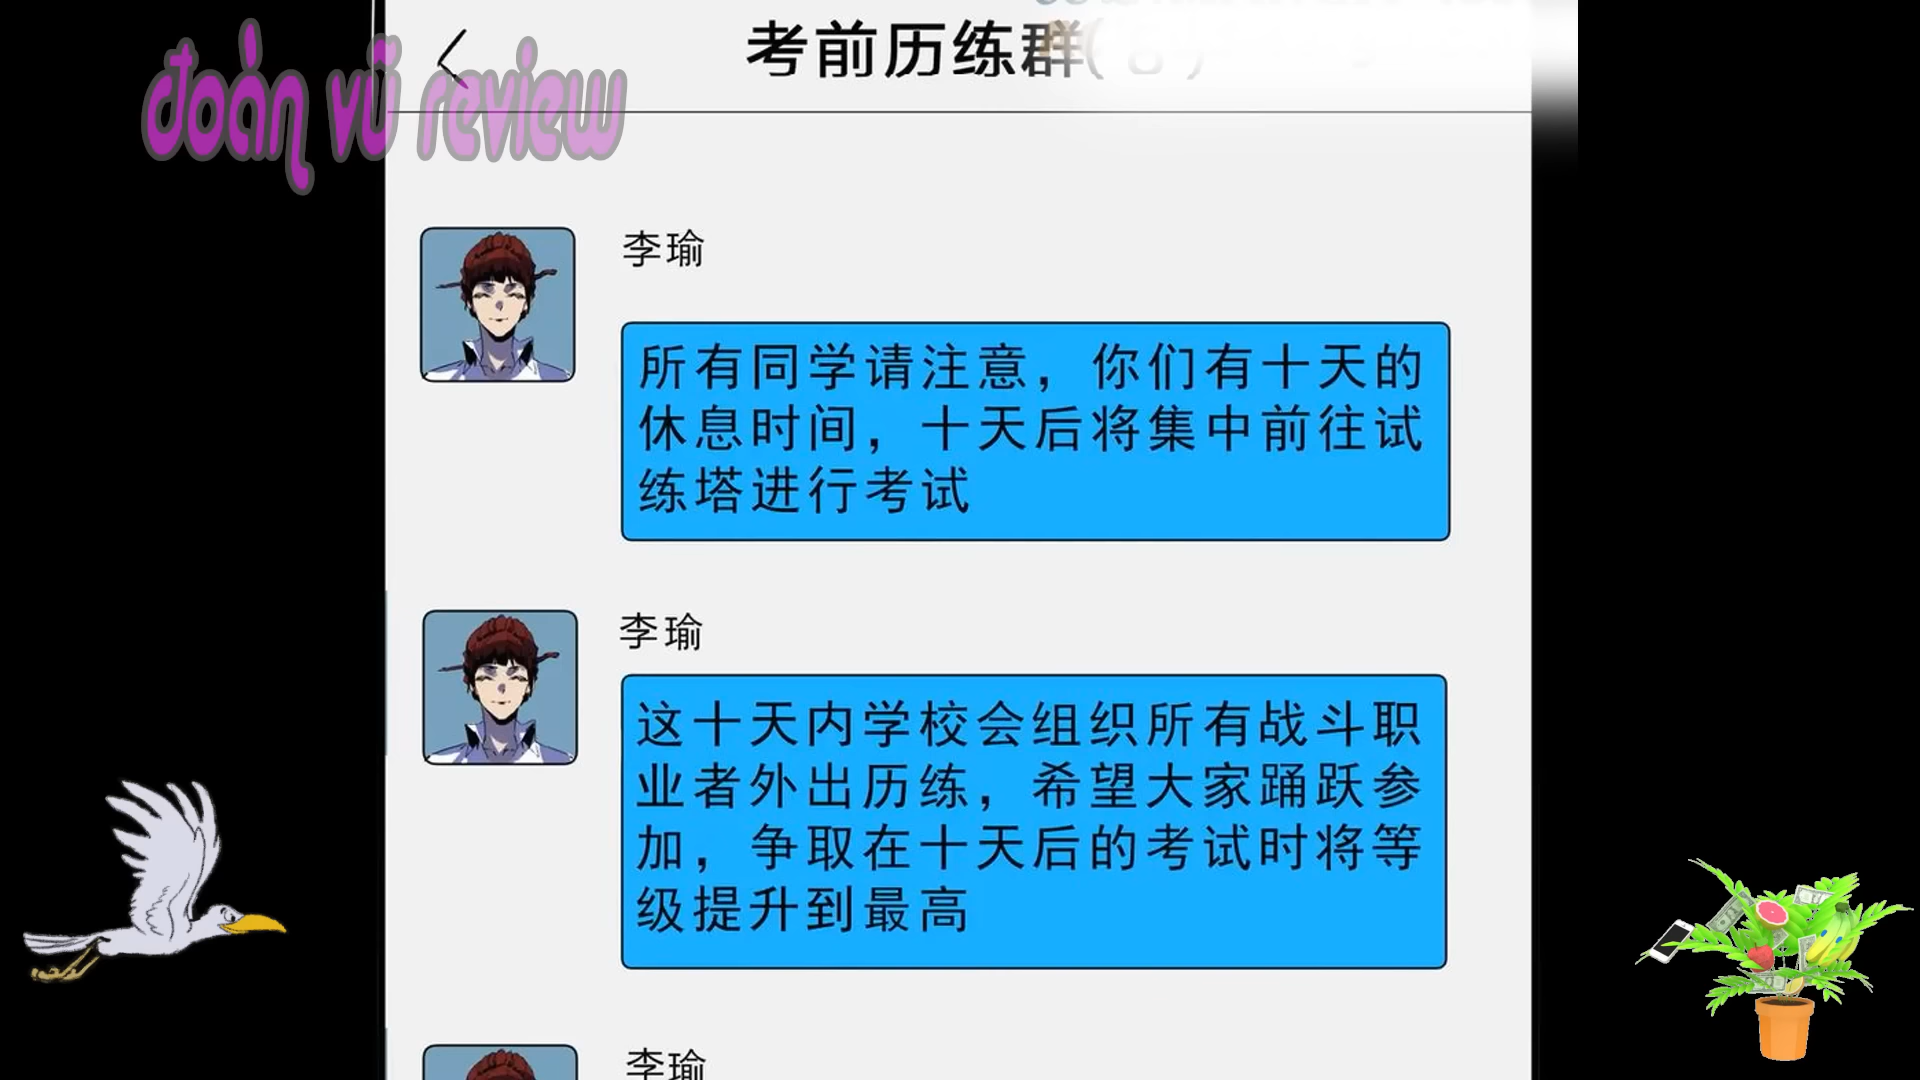 考前历练群(
đoản vũ review
李瑜
所有同学请注意，你们有十天的
休息时间，十天后将集中前往试
练塔进行考试
李瑜
这十天内学校会组织所有战斗职
业者外出历练，希望大家踊跃参
加，争取在十天后的考试时将等
级提升到最高
李瑜